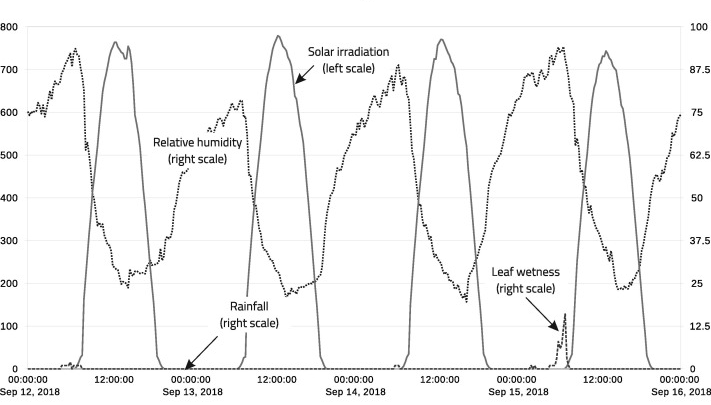 800
700
600
500
400
300
200
100
0
100
87.5
75
62.5
50
37.5
25
12.5
0
Solar irradiation
(left scale)
Relative humidity
(right scale)
Leaf wetness
(right scale)
Rainfall
(right scale)
00:00:00 12:00:00 00:00:00 12:00:00 00:00:00 12:00:00 00:00:00 12:00:00 00:00:00
Sep 12, 2018 Sep 13, 2018 Sep 14, 2018 Sep 15, 2018 Sep 16, 2018